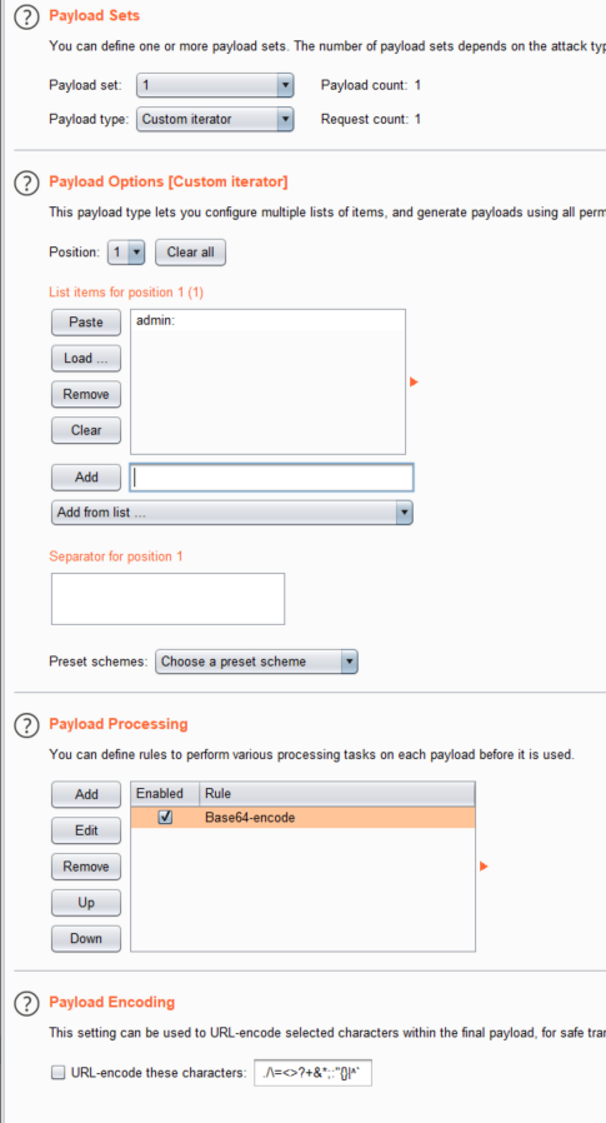 Payload Sets
You can define one or more payload sets. The number of payload sets depends on the attack typ
Payload set: 1 Payload count: 1
Payload type: Custom iterator Request count: 1
Payload Options [Custom iterator]
This payload type lets you configure multiple lists of items, and generate payloads using all perm
Position: 1 Clear all
List items for position 1 (1)
Paste admin:
Load ...
Remove
Clear
Add
Add from list ...
Separator for position 1
Preset schemes: Choose a preset scheme
Payload Processing
You can define rules to perform various processing tasks on each payload before it is used.
Add Enabled Rule
Base64-encode
Edit
Remove
Up
Down
Payload Encoding
This setting can be used to URL-encode selected characters within the final payload, for safe tran
URL-encode these characters: ./\=<>?+&*;:"{}|^`